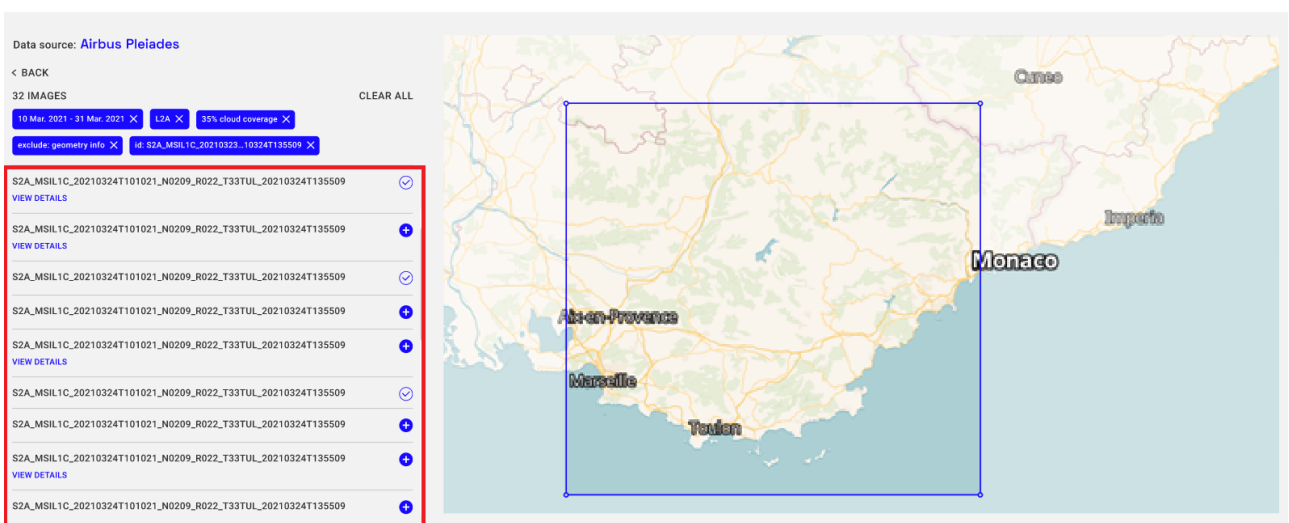 Data source: Airbus Pleiades
< BACK
32 IMAGES CLEAR ALL
10 Mar. 2021 - 31 Mar. 2021 X L2A X 35% cloud coverage X
exclude: geometry info X id: S2A_MSIL1C_20210323...10324T135509 X
S2A_MSIL1C_20210324T101021_N0209_R022_T33TUL_20210324T135509
VIEW DETAILS
S2A_MSIL1C_20210324T101021_N0209_R022_T33TUL_20210324T135509
VIEW DETAILS
S2A_MSIL1C_20210324T101021_N0209_R022_T33TUL_20210324T135509
S2A_MSIL1C_20210324T101021_N0209_R022_T33TUL_20210324T135509
S2A_MSIL1C_20210324T101021_N0209_R022_T33TUL_20210324T135509
VIEW DETAILS
S2A_MSIL1C_20210324T101021_N0209_R022_T33TUL_20210324T135509
S2A_MSIL1C_20210324T101021_N0209_R022_T33TUL_20210324T135509
S2A_MSIL1C_20210324T101021_N0209_R022_T33TUL_20210324T135509
VIEW DETAILS
S2A_MSIL1C_20210324T101021_N0209_R022_T33TUL_20210324T135509
Cuneo
Imperia
Monaco
Aix-en-Provence
Marseille
Toulon